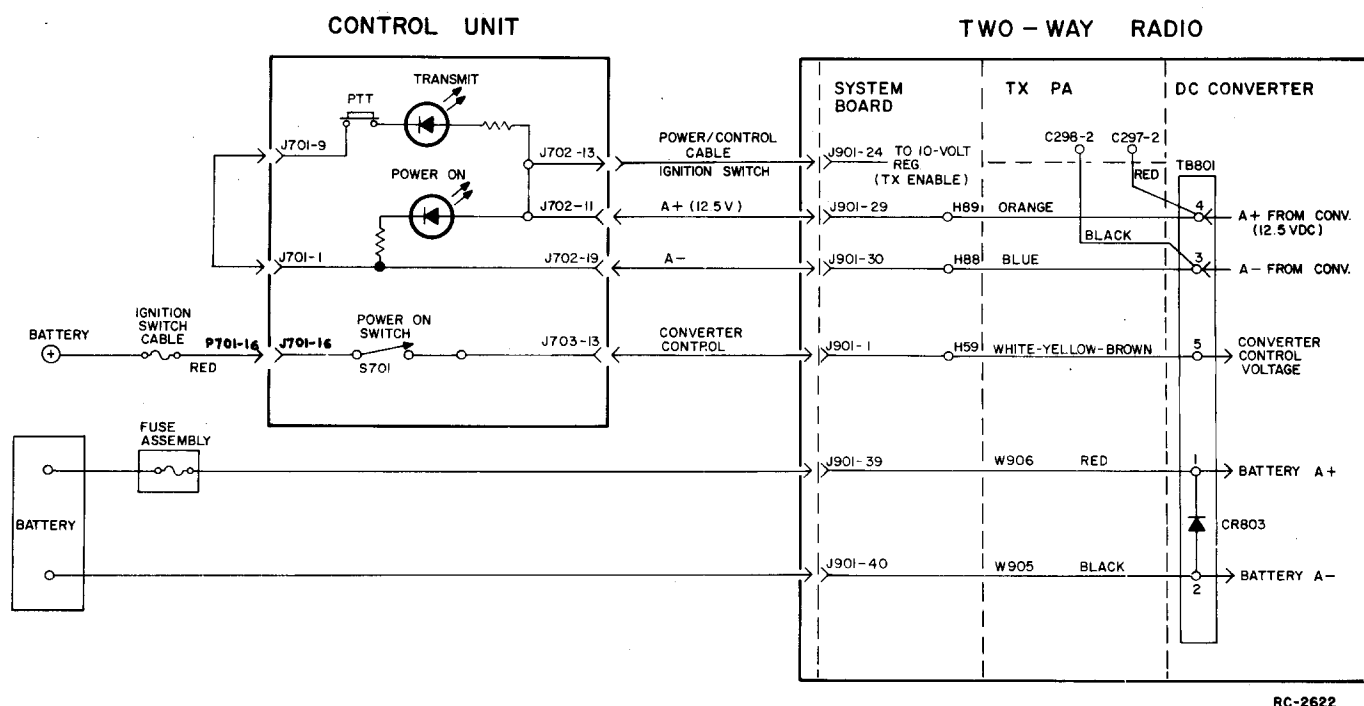 CONTROL UNIT
TWO-WAY RADIO
TRANSMIT
PTT
J701-9
J702-13
POWER ON
J702-11
J701-1
J702-19
POWER/CONTROL
CABLE
IGNITION SWITCH
A+ (12.5V)
A-
SYSTEM
BOARD
TX PA
DC CONVERTER
C298-2
C297-2
J901-24
TO 10-VOLT
REG
(TX ENABLE)
RED
TB801
J901-29
H89
ORANGE
4
A+ FROM CONV.
(12.5 VDC)
BLACK
J901-30
H88
BLUE
3
A- FROM CONV.
BATTERY
+
IGNITION
SWITCH
CABLE
P701-16
RED
J701-16
POWER ON
SWITCH
S701
J703-13
CONVERTER
CONTROL
J901-1
H59
WHITE-YELLOW-BROWN
5
CONVERTER
CONTROL
VOLTAGE
FUSE
ASSEMBLY
BATTERY
J901-39
W906
RED
1
BATTERY A+
CR803
J901-40
W905
BLACK
2
BATTERY A-
RC-2622